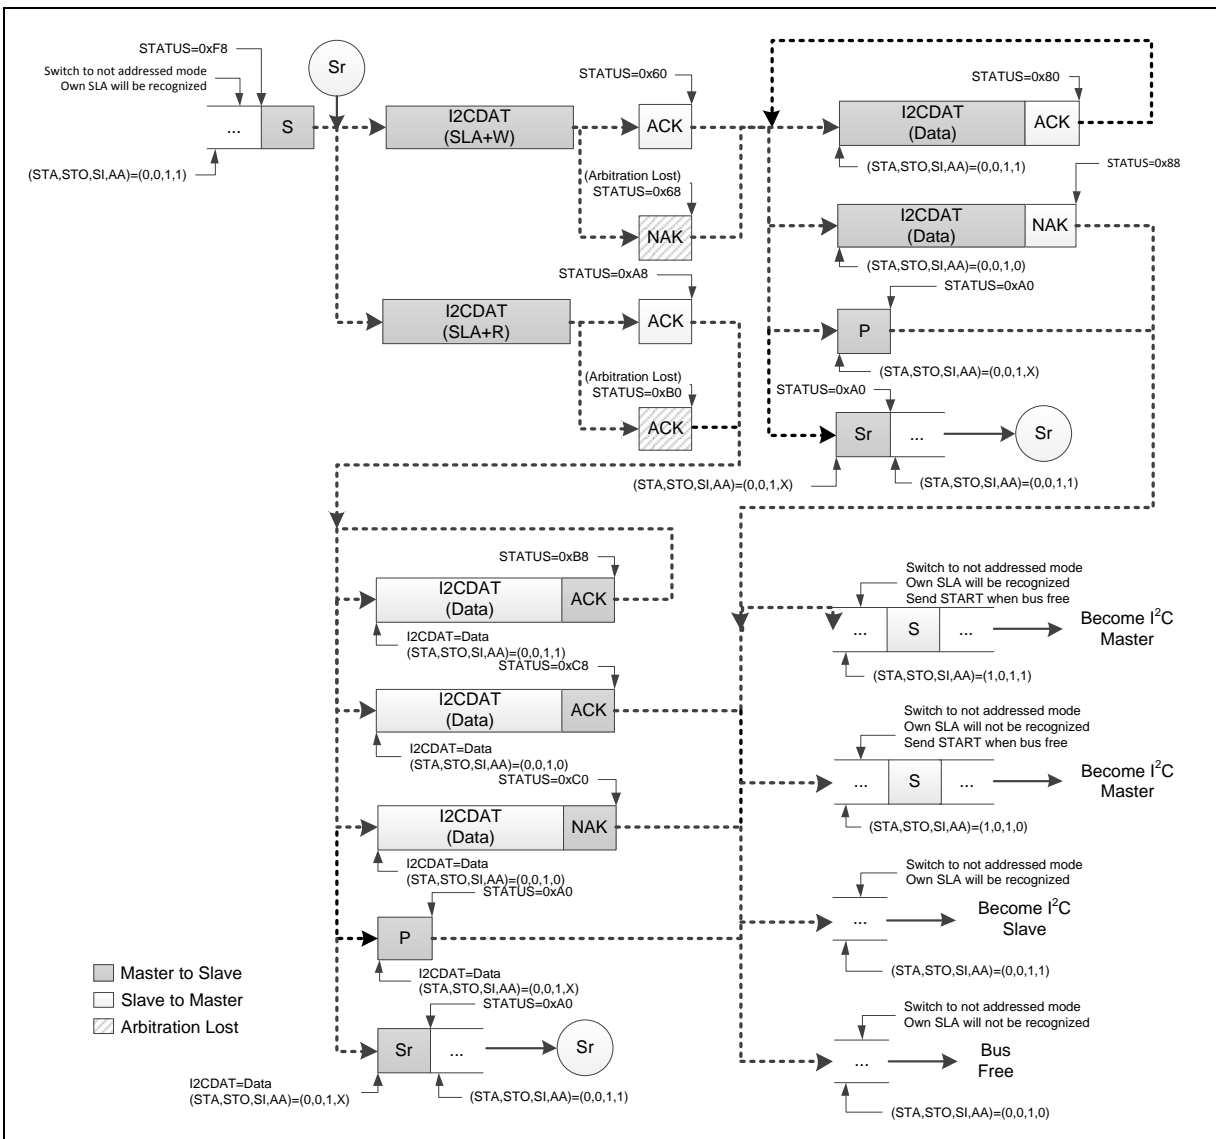 STATUS=0xF8
Switch to not addressed mode
Own SLA will be recognized
...
S
(STA,STO,SI,AA)=(0,0,1,1)
Sr
I2CDAT
(SLA+W)
STATUS=0x60
ACK
(Arbitration Lost)
STATUS=0x68
NAK
I2CDAT
(SLA+R)
STATUS=0xA8
ACK
(Arbitration Lost)
STATUS=0xB0
ACK
STATUS=0x80
I2CDAT
(Data)
ACK
(STA,STO,SI,AA)=(0,0,1,1)
STATUS=0x88
I2CDAT
(Data)
NAK
(STA,STO,SI,AA)=(0,0,1,0)
STATUS=0xA0
P
(STA,STO,SI,AA)=(0,0,1,X)
STATUS=0xA0
Sr
...
Sr
(STA,STO,SI,AA)=(0,0,1,X)
(STA,STO,SI,AA)=(0,0,1,1)
STATUS=0xB8
I2CDAT
(Data)
ACK
I2CDAT=Data
(STA,STO,SI,AA)=(0,0,1,1)
STATUS=0xC8
I2CDAT
(Data)
ACK
I2CDAT=Data
(STA,STO,SI,AA)=(0,0,1,0)
STATUS=0xC0
I2CDAT
(Data)
NAK
I2CDAT=Data
(STA,STO,SI,AA)=(0,0,1,0)
STATUS=0xA0
P
I2CDAT=Data
(STA,STO,SI,AA)=(0,0,1,X)
STATUS=0xA0
Sr
...
Sr
I2CDAT=Data
(STA,STO,SI,AA)=(0,0,1,X)
(STA,STO,SI,AA)=(0,0,1,1)
Switch to not addressed mode
Own SLA will be recognized
Send START when bus free
...
S
...
Become I²C
Master
(STA,STO,SI,AA)=(1,0,1,1)
Switch to not addressed mode
Own SLA will not be recognized
Send START when bus free
...
S
...
Become I²C
Master
(STA,STO,SI,AA)=(1,0,1,0)
Switch to not addressed mode
Own SLA will be recognized
...
Become I²C
Slave
(STA,STO,SI,AA)=(0,0,1,1)
Switch to not addressed mode
Own SLA will not be recognized
...
Bus
Free
(STA,STO,SI,AA)=(0,0,1,0)
Master to Slave
Slave to Master
Arbitration Lost